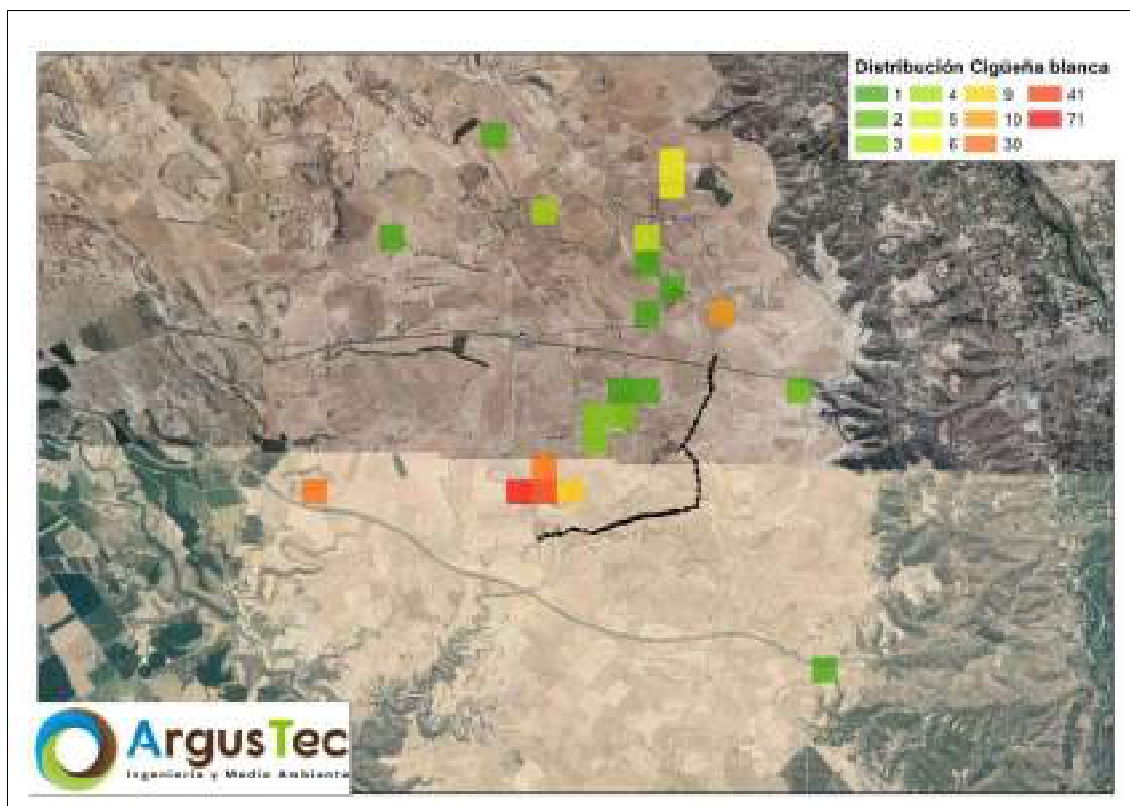 Distribución Cigüeña blanca
1 4 9 41
2 5 10 71
3 6 30
ArgusTec
Ingeniería y Medio Ambiente